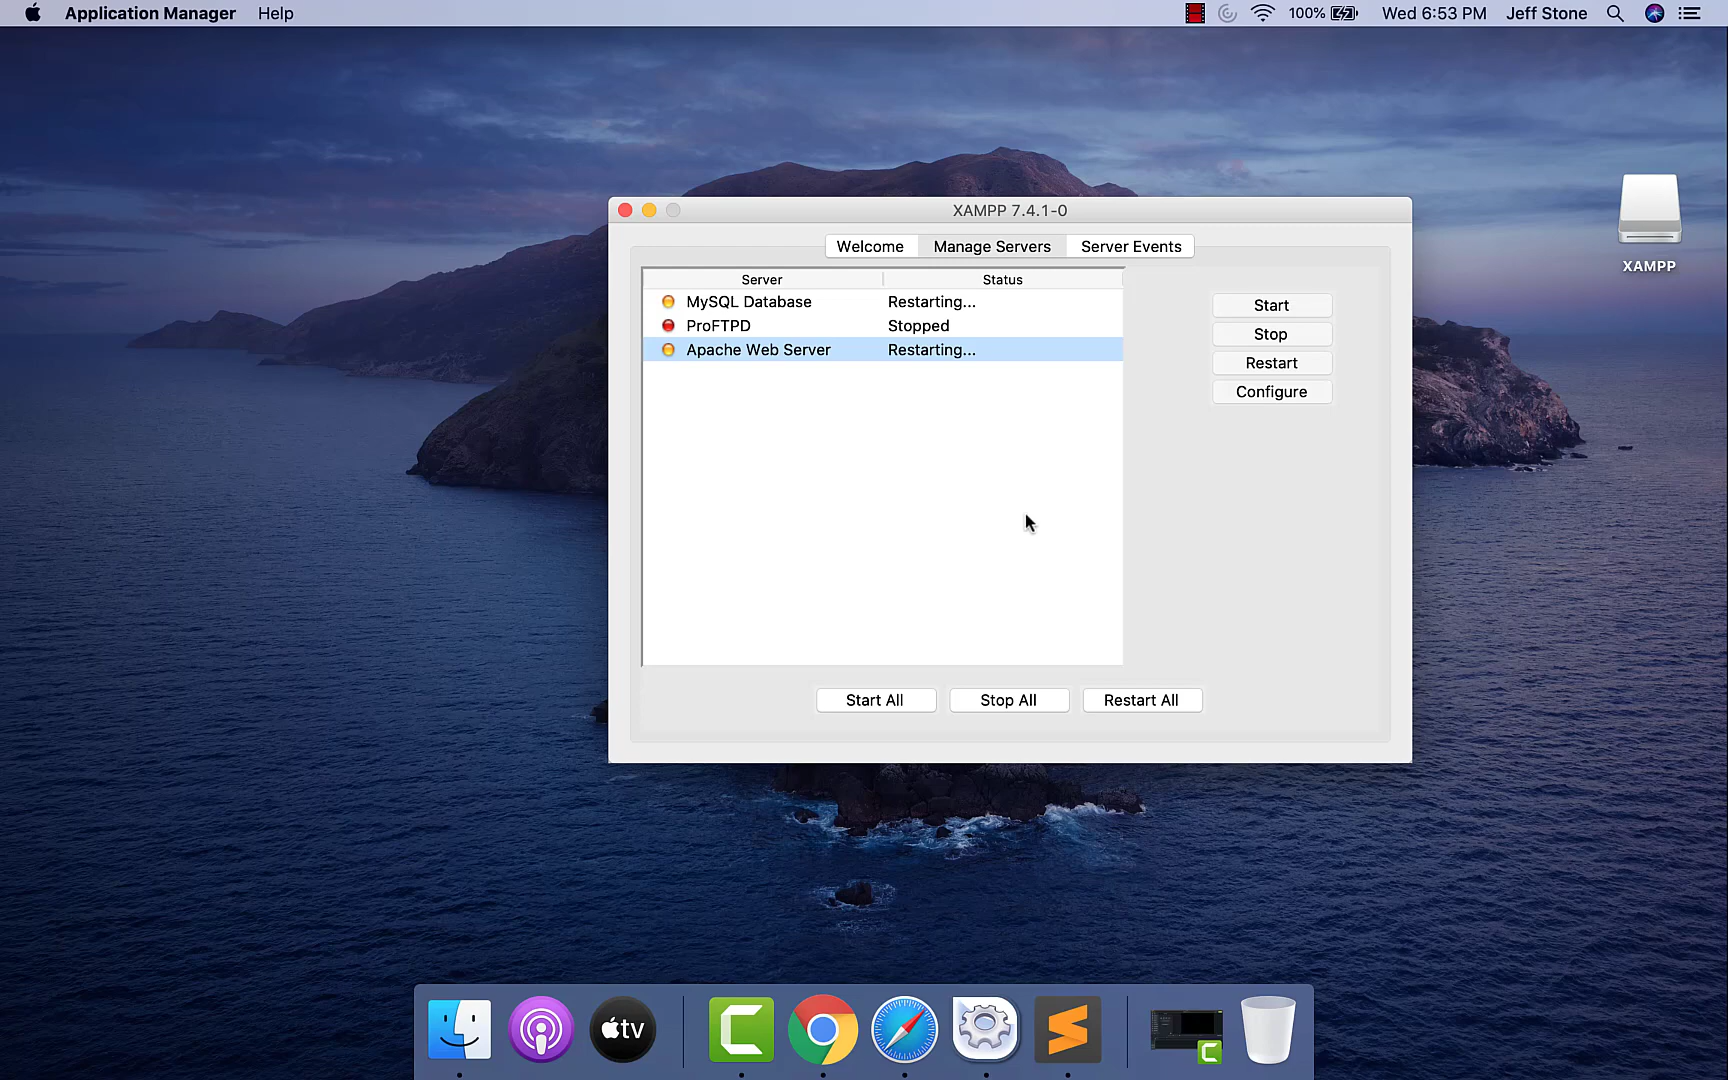 Application Manager Help 100% Wed 6:53 PM Jeff Stone
XAMPP 7.4.1-0
Welcome Manage Servers Server Events
Server Status
MySQL Database Restarting...
ProFTPD Stopped
Apache Web Server Restarting...
Start
Stop
Restart
Configure
Start All Stop All Restart All
XAMPP
tv